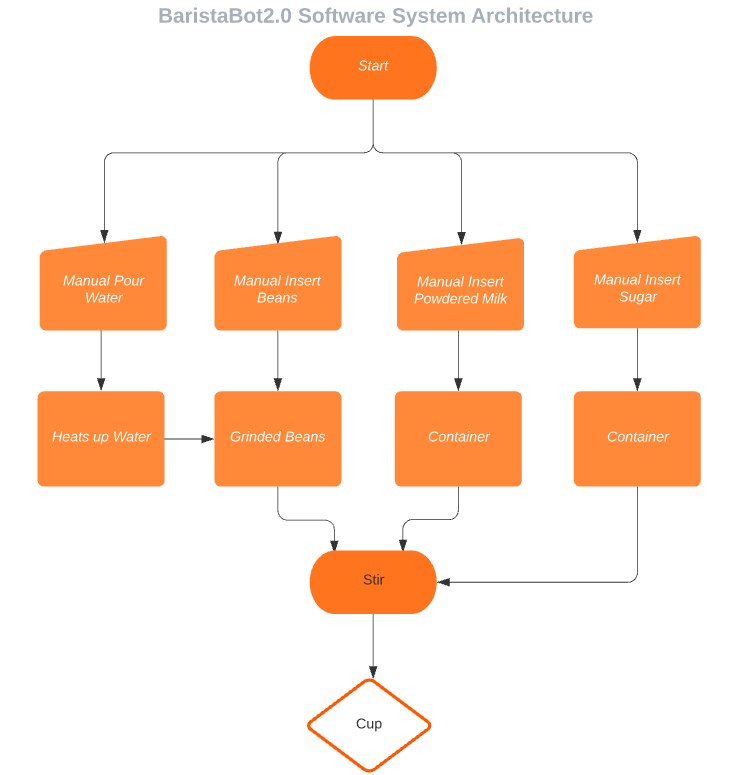 BaristaBot2.0 Software System Architecture
Start
Manual Pour
Water
Manual Insert
Beans
Manual Insert
Powdered Milk
Manual Insert
Sugar
Heats up Water
Grinded Beans
Container
Container
Stir
Cup